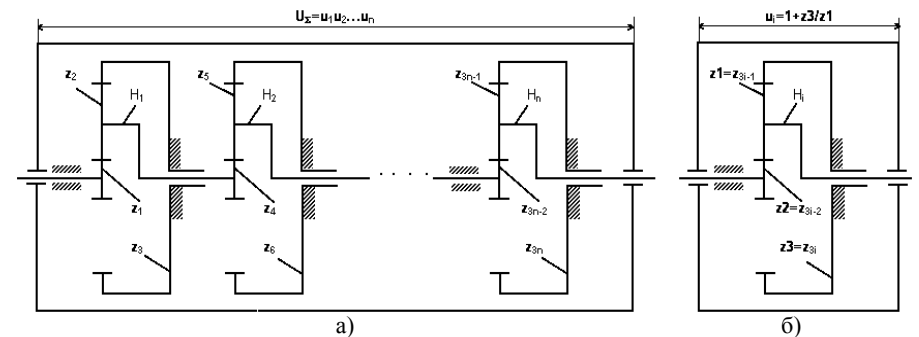 U_Σ=u₁u₂...uₙ
uᵢ=1+z3/z1
z₂
z₅
z₃ₙ₋₁
z1=z₃ᵢ₋₁
H₁
H₂
Hₙ
Hᵢ
z₁
z₄
z₃ₙ₋₂
z2=z₃ᵢ₋₂
z₃
z₆
z₃ₙ
z3=z₃ᵢ
а)
б)